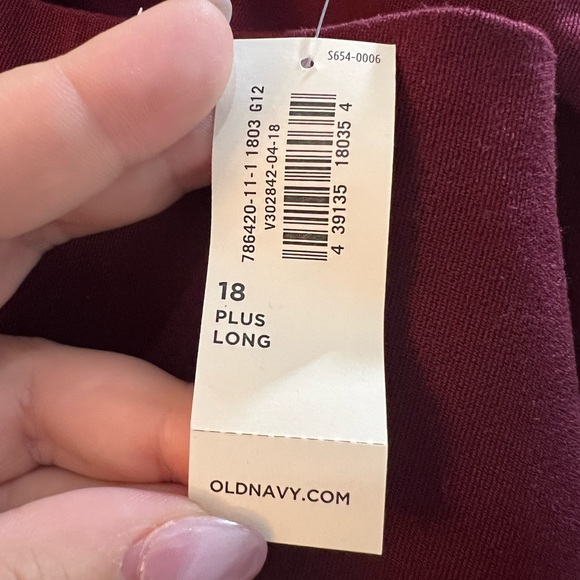 S654-0006
786420-11-1 1803 G12
V302842-04-18
4 39135 18035 4
18
PLUS
LONG
OLDNAVY.COM